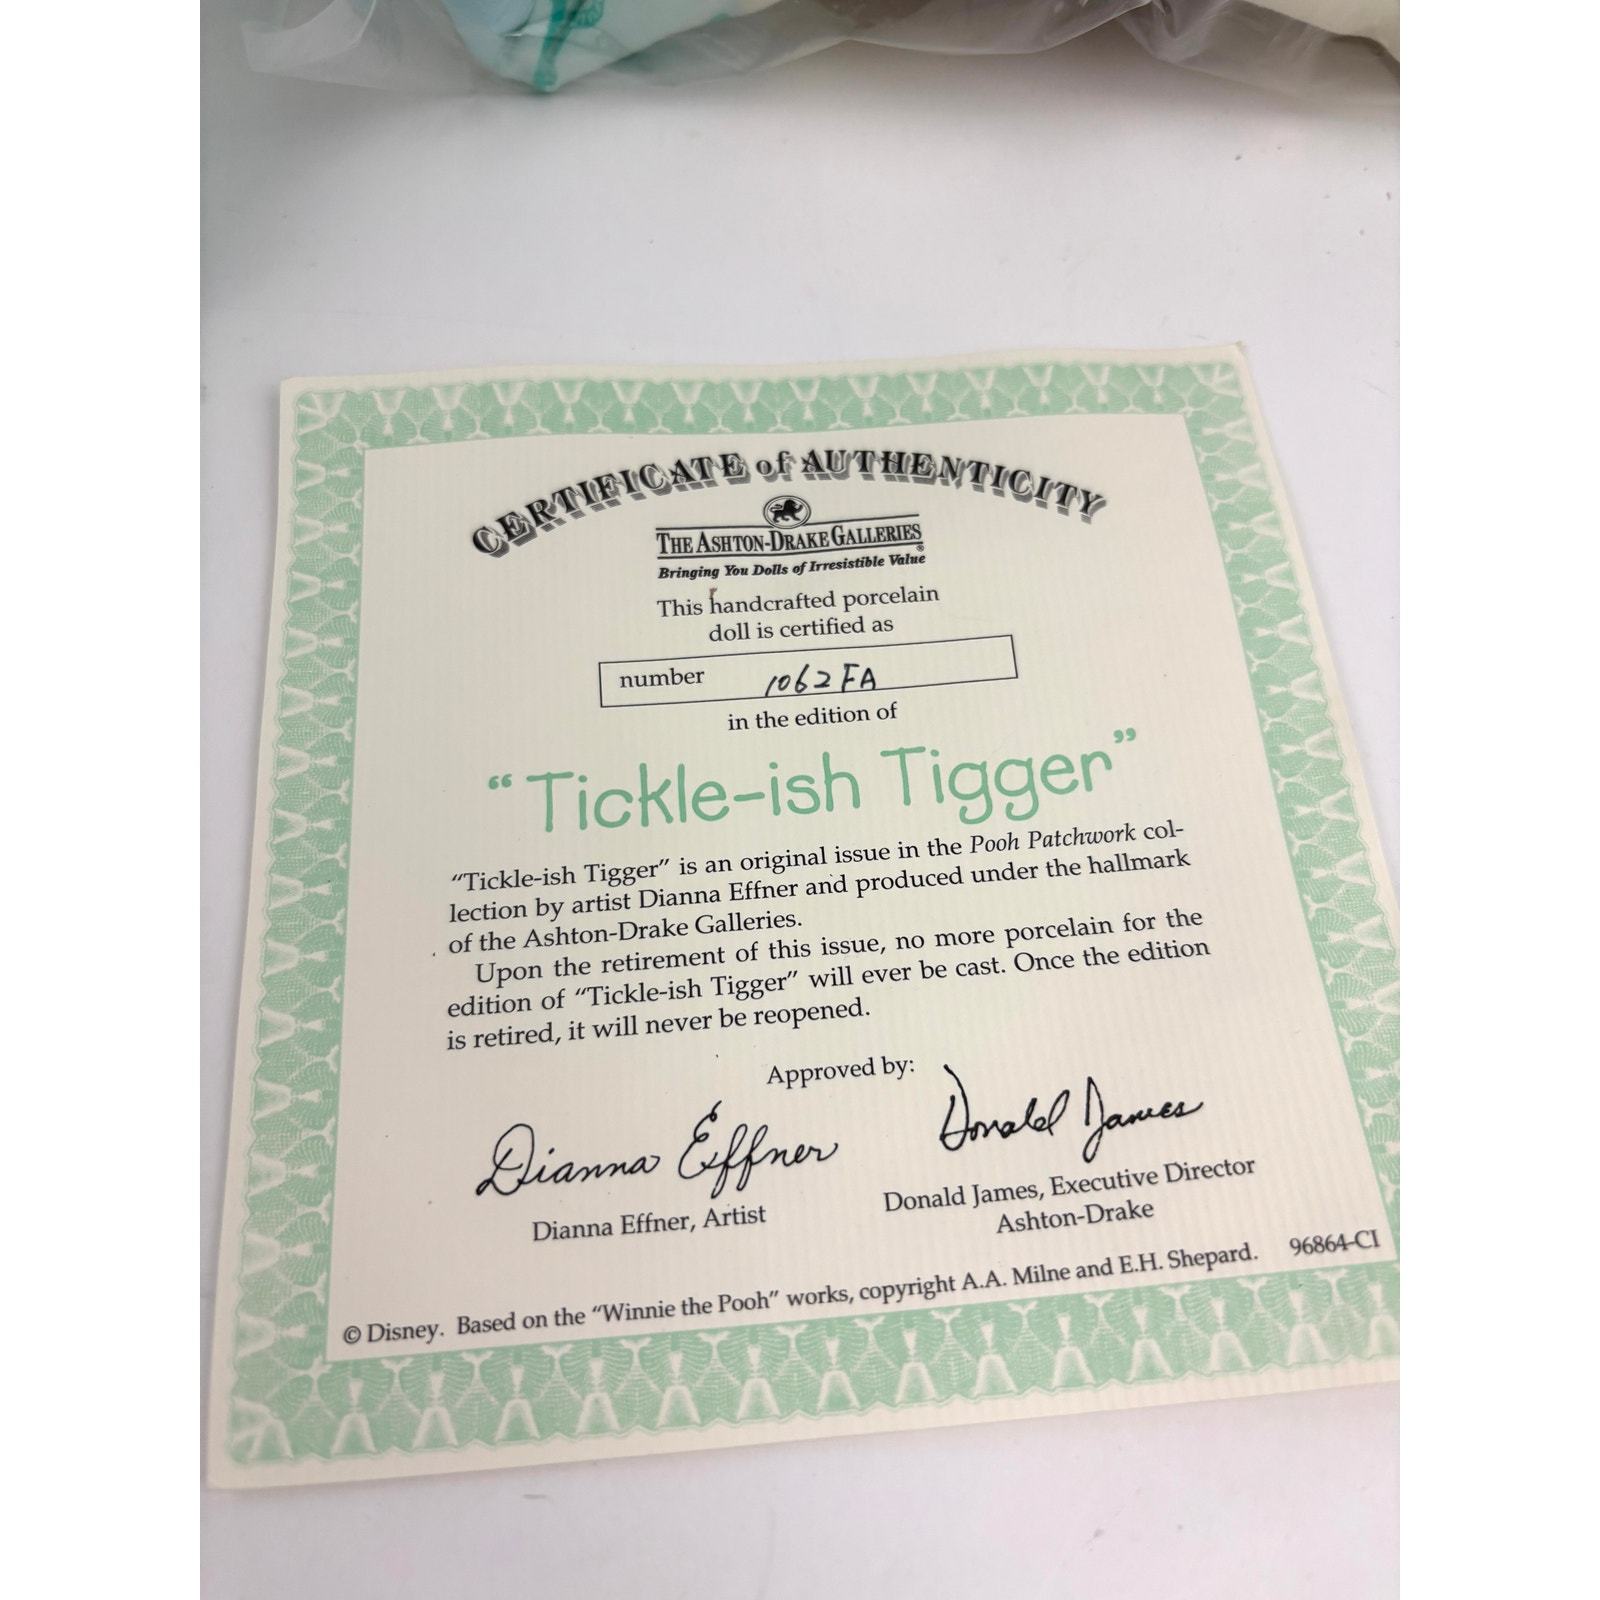 CERTIFICATE of AUTHENTICITY
THE ASHTON-DRAKE GALLERIES®
Bringing You Dolls of Irresistible Value
This handcrafted porcelain
doll is certified as
number 1062 FA
in the edition of
“Tickle-ish Tigger”
“Tickle-ish Tigger” is an original issue in the Pooh Patchwork col-
lection by artist Dianna Effner and produced under the hallmark
of the Ashton-Drake Galleries.
Upon the retirement of this issue, no more porcelain for the
edition of “Tickle-ish Tigger” will ever be cast. Once the edition
is retired, it will never be reopened.
Approved by:
Dianna Effner
Donald James
Dianna Effner, Artist
Donald James, Executive Director
Ashton-Drake
© Disney. Based on the “Winnie the Pooh” works, copyright A.A. Milne and E.H. Shepard. 96864-CI